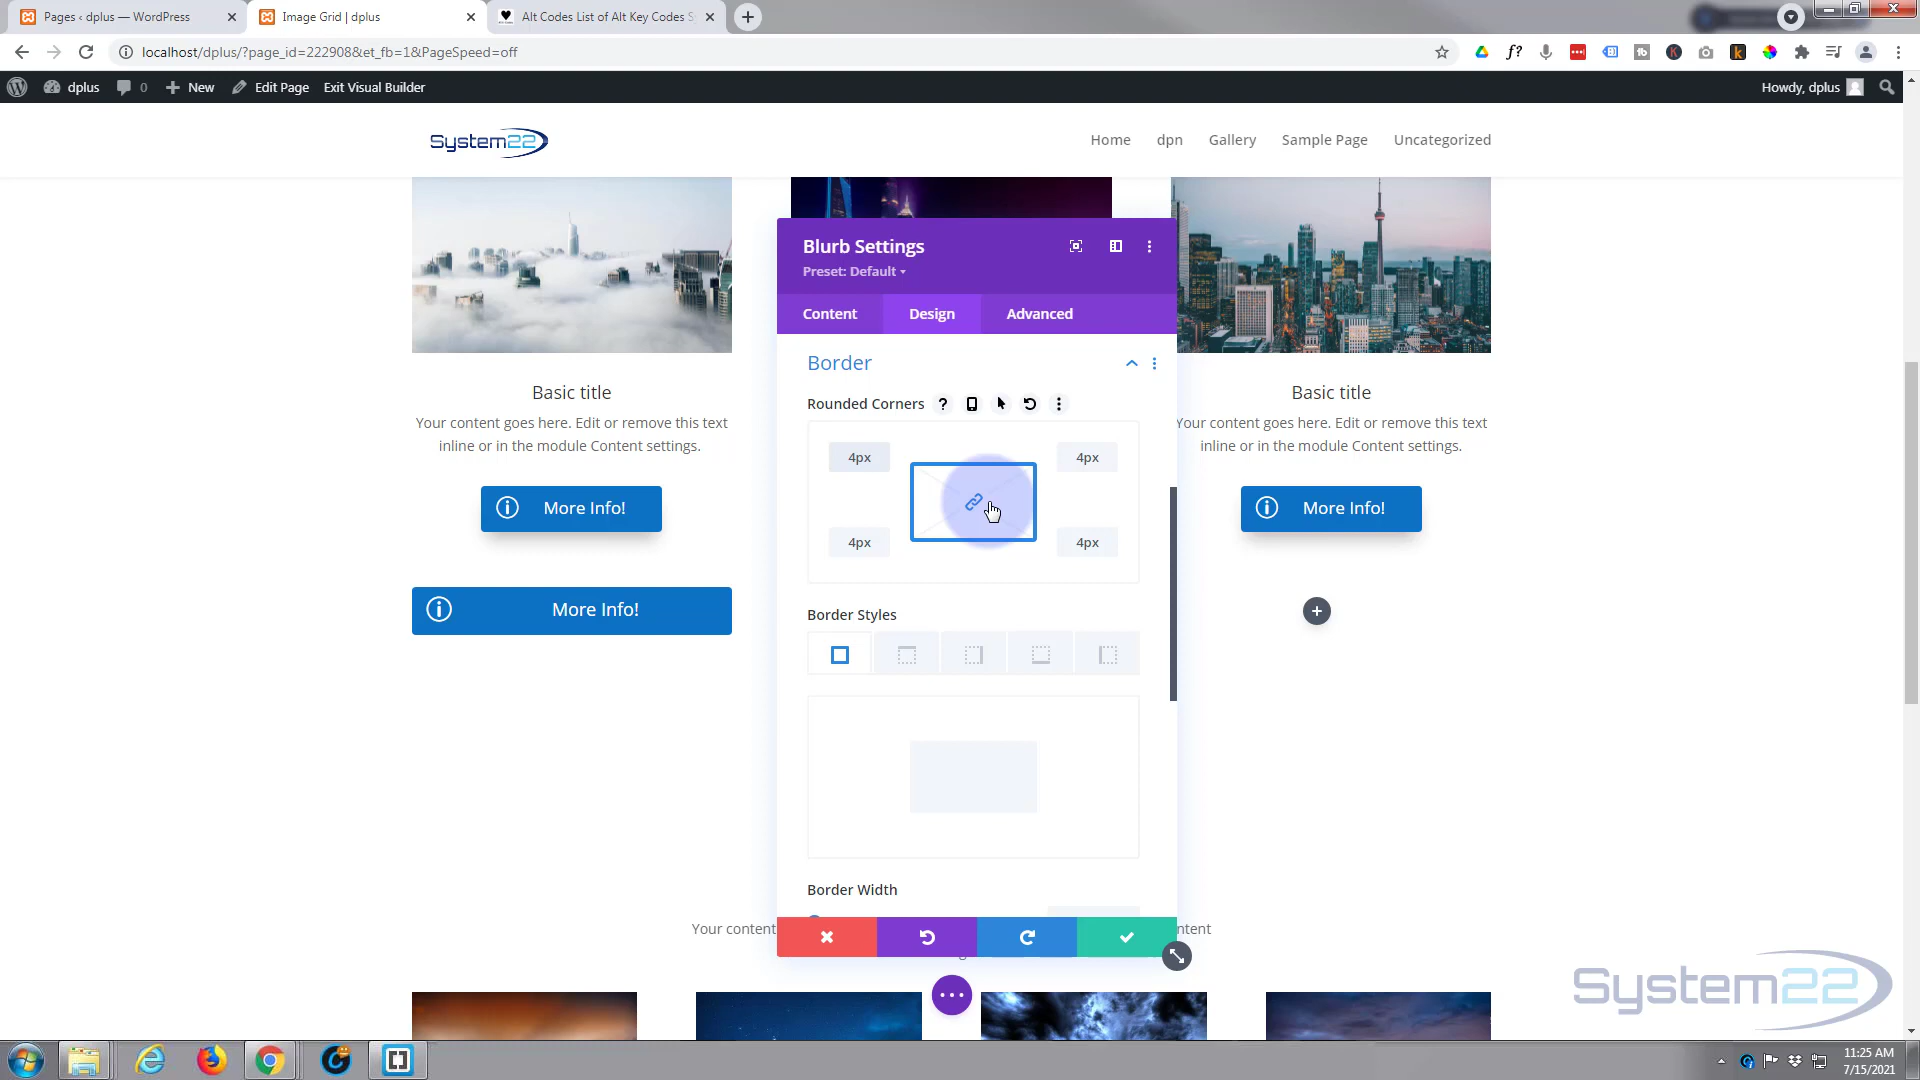 Pages ‹ dplus — WordPress
Image Grid | dplus
Alt Codes List of Alt Key Codes S
localhost/dplus/?page_id=222908&et_fb=1&PageSpeed=off
dplus
0
New
Edit Page
Exit Visual Builder
Howdy, dplus
System22
Home
dpn
Gallery
Sample Page
Uncategorized
Blurb Settings
Preset: Default
Content
Design
Advanced
Border
Rounded Corners
4px
4px
4px
4px
Border Styles
Border Width
Basic title
Your content goes here. Edit or remove this text
inline or in the module Content settings.
More Info!
More Info!
Basic title
Your content goes here. Edit or remove this text
inline or in the module Content settings.
More Info!
Your content
ntent
System22
11:25 AM
7/15/2021